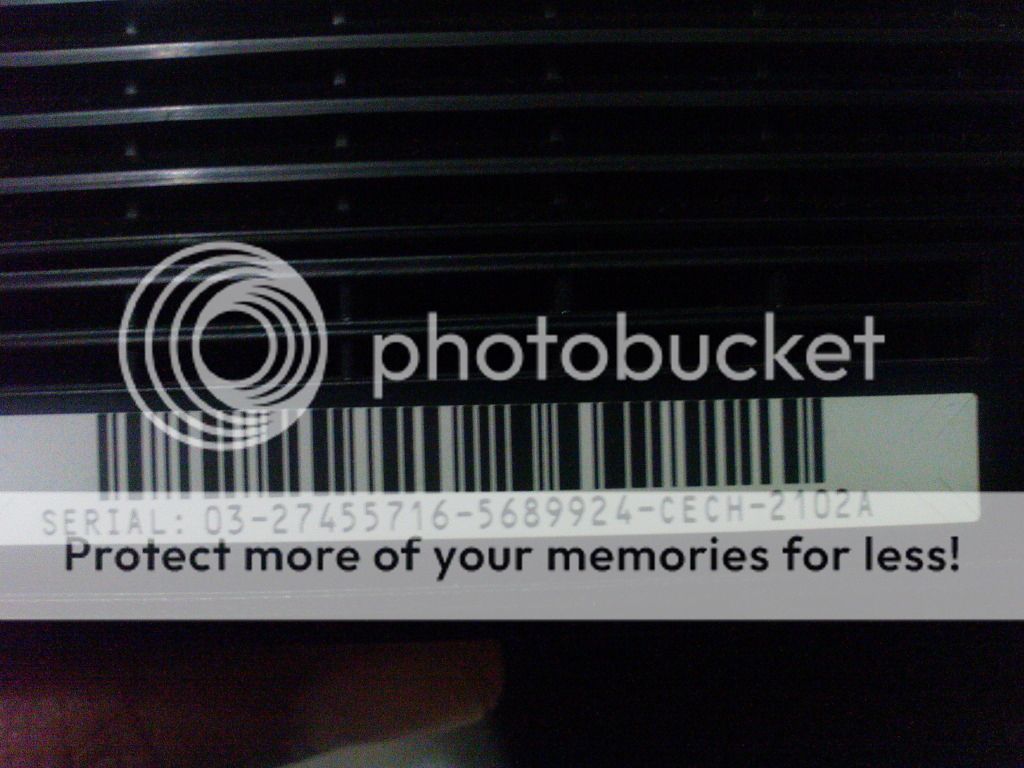 photobucket
SERIAL: 03-27455716-5689924-CECH-2102A
Protect more of your memories for less!